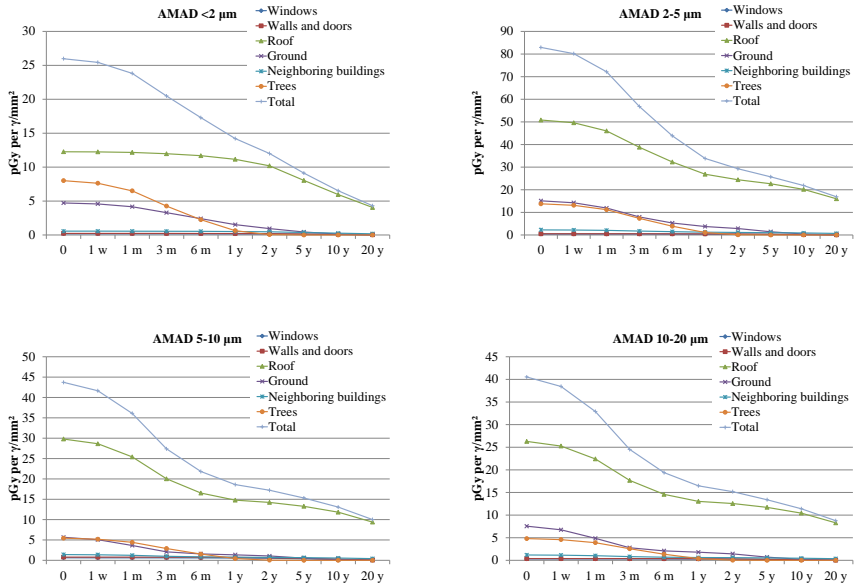 AMAD <2 µm
Windows
Walls and doors
Roof
Ground
Neighboring buildings
Trees
Total
pGy per γ/mm²
30
25
20
15
10
5
0
0 1 w 1 m 3 m 6 m 1 y 2 y 5 y 10 y 20 y
AMAD 2-5 µm
Windows
Walls and doors
Roof
Ground
Neighboring buildings
Trees
Total
pGy per γ/mm²
90
80
70
60
50
40
30
20
10
0
0 1 w 1 m 3 m 6 m 1 y 2 y 5 y 10 y 20 y
AMAD 5-10 µm
Windows
Walls and doors
Roof
Ground
Neighboring buildings
Trees
Total
pGy per γ/mm²
50
45
40
35
30
25
20
15
10
5
0
0 1 w 1 m 3 m 6 m 1 y 2 y 5 y 10 y 20 y
AMAD 10-20 µm
Windows
Walls and doors
Roof
Ground
Neighboring buildings
Trees
Total
pGy per γ/mm²
45
40
35
30
25
20
15
10
5
0
0 1 w 1 m 3 m 6 m 1 y 2 y 5 y 10 y 20 y